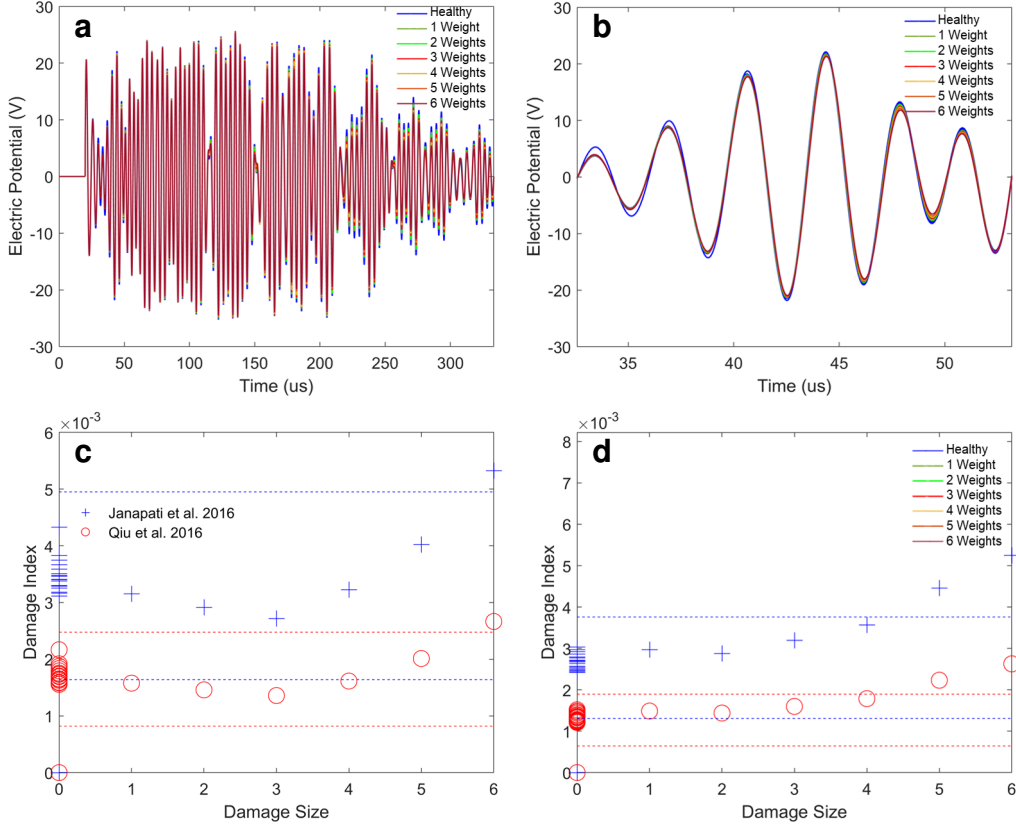 a
Healthy
1 Weight
2 Weights
3 Weights
4 Weights
5 Weights
6 Weights
30
20
10
0
-10
-20
-30
Electric Potential (V)
0
50
100
150
200
250
300
Time (us)
b
Healthy
1 Weight
2 Weights
3 Weights
4 Weights
5 Weights
6 Weights
30
20
10
0
-10
-20
-30
Electric Potential (V)
35
40
45
50
Time (us)
×10⁻³
c
6
5
4
3
2
1
0
Damage Index
Janapati et al. 2016
Qiu et al. 2016
0
1
2
3
4
5
6
Damage Size
×10⁻³
d
Healthy
1 Weight
2 Weights
3 Weights
4 Weights
5 Weights
6 Weights
8
7
6
5
4
3
2
1
0
Damage Index
0
1
2
3
4
5
6
Damage Size